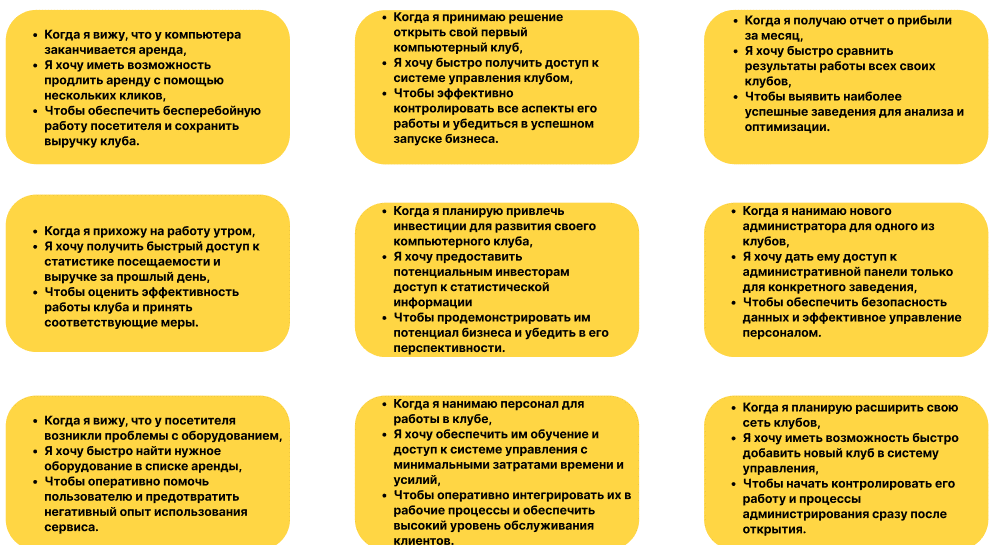 • Когда я вижу, что у компьютера
заканчивается аренда,
• Я хочу иметь возможность
продлить аренду с помощью
нескольких кликов,
• Чтобы обеспечить бесперебойную
работу посетителя и сохранить
выручку клуба.
• Когда я принимаю решение
открыть свой первый
компьютерный клуб,
• Я хочу быстро получить доступ к
системе управления клубом,
• Чтобы эффективно
контролировать все аспекты его
работы и убедиться в успешном
запуске бизнеса.
• Когда я получаю отчет о прибыли
за месяц,
• Я хочу быстро сравнить
результаты работы всех своих
клубов,
• Чтобы выявить наиболее
успешные заведения для анализа и
оптимизации.
• Когда я прихожу на работу утром,
• Я хочу получить быстрый доступ к
статистике посещаемости и
выручке за прошлый день,
• Чтобы оценить эффективность
работы клуба и принять
соответствующие меры.
• Когда я планирую привлечь
инвестиции для развития своего
компьютерного клуба,
• Я хочу предоставить
потенциальным инвесторам
доступ к статистической
информации
• Чтобы продемонстрировать им
потенциал бизнеса и убедить в его
перспективности.
• Когда я нанимаю нового
администратора для одного из
клубов,
• Я хочу дать ему доступ к
административной панели только
для конкретного заведения,
• Чтобы обеспечить безопасность
данных и эффективное управление
персоналом.
• Когда я вижу, что у посетителя
возникли проблемы с оборудованием,
• Я хочу быстро найти нужное
оборудование в списке аренды,
• Чтобы оперативно помочь
пользователю и предотвратить
негативный опыт использования
сервиса.
• Когда я нанимаю персонал для
работы в клубе,
• Я хочу обеспечить им обучение и
доступ к системе управления с
минимальными затратами времени и
усилий,
• Чтобы оперативно интегрировать их в
рабочие процессы и обеспечить
высокий уровень обслуживания
клиентов.
• Когда я планирую расширить свою
сеть клубов,
• Я хочу иметь возможность быстро
добавить новый клуб в систему
управления,
• Чтобы начать контролировать его
работу и процессы
администрирования сразу после
открытия.